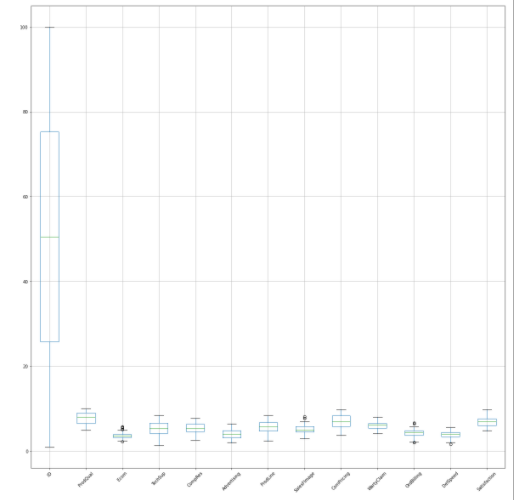 100
80
60
40
20
0
ID
ProdQual
Ecom
TechSup
CompRes
Advertising
ProdLine
SalesFImage
ComPricing
WartyClaim
OrdBilling
DelSpeed
Satisfaction